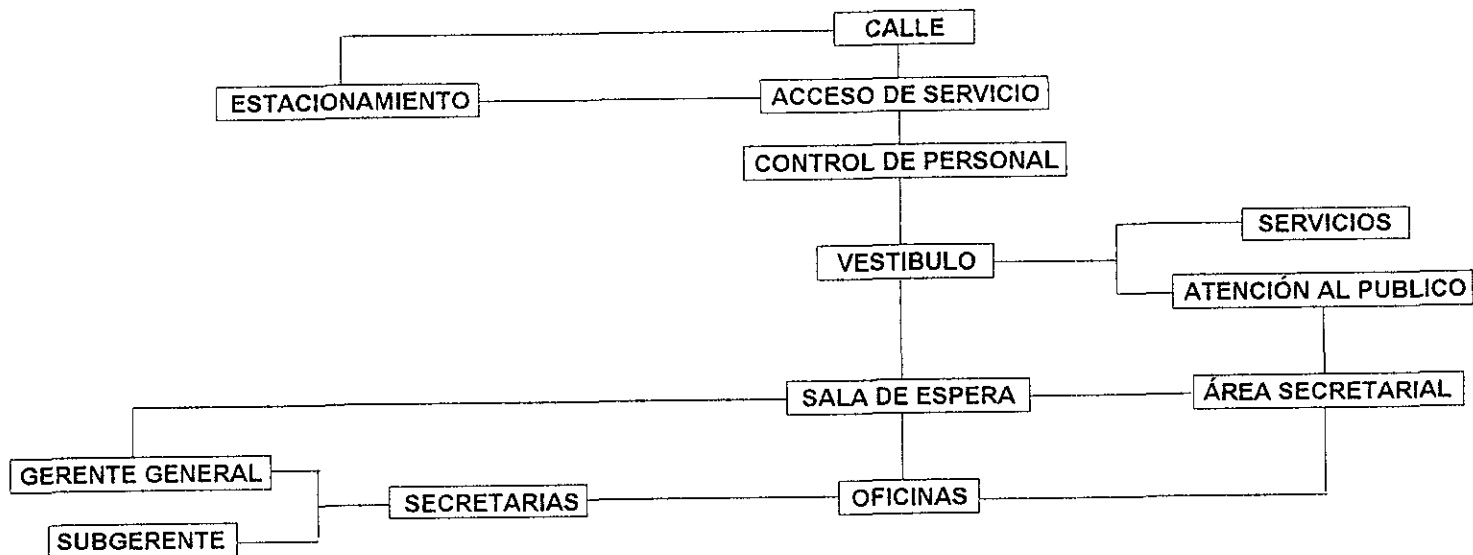 CALLE
ESTACIONAMIENTO
ACCESO DE SERVICIO
CONTROL DE PERSONAL
SERVICIOS
VESTIBULO
ATENCIÓN AL PUBLICO
SALA DE ESPERA
ÁREA SECRETARIAL
GERENTE GENERAL
SECRETARIAS
OFICINAS
SUBGERENTE